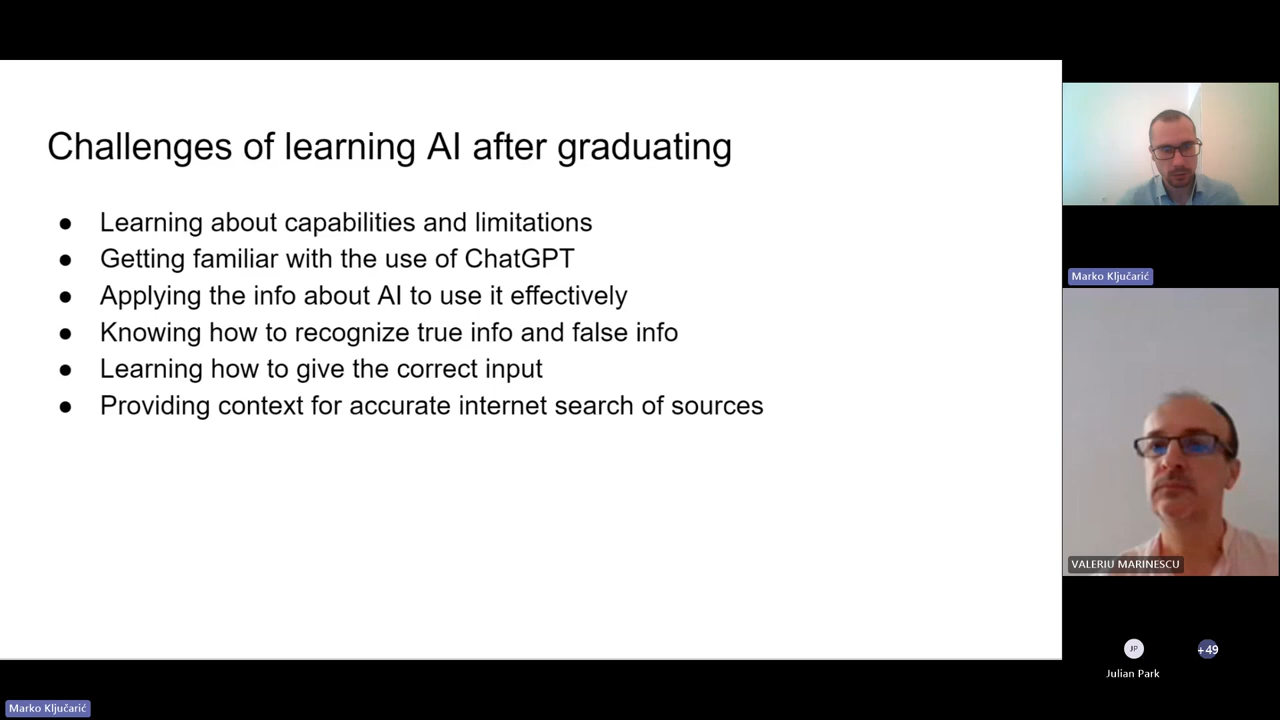 Challenges of learning AI after graduating
● Learning about capabilities and limitations
● Getting familiar with the use of ChatGPT
● Applying the info about AI to use it effectively
● Knowing how to recognize true info and false info
● Learning how to give the correct input
● Providing context for accurate internet search of sources
Marko Ključarić
VALERIU MARINESCU
JP
+49
Julian Park
Marko Ključarić